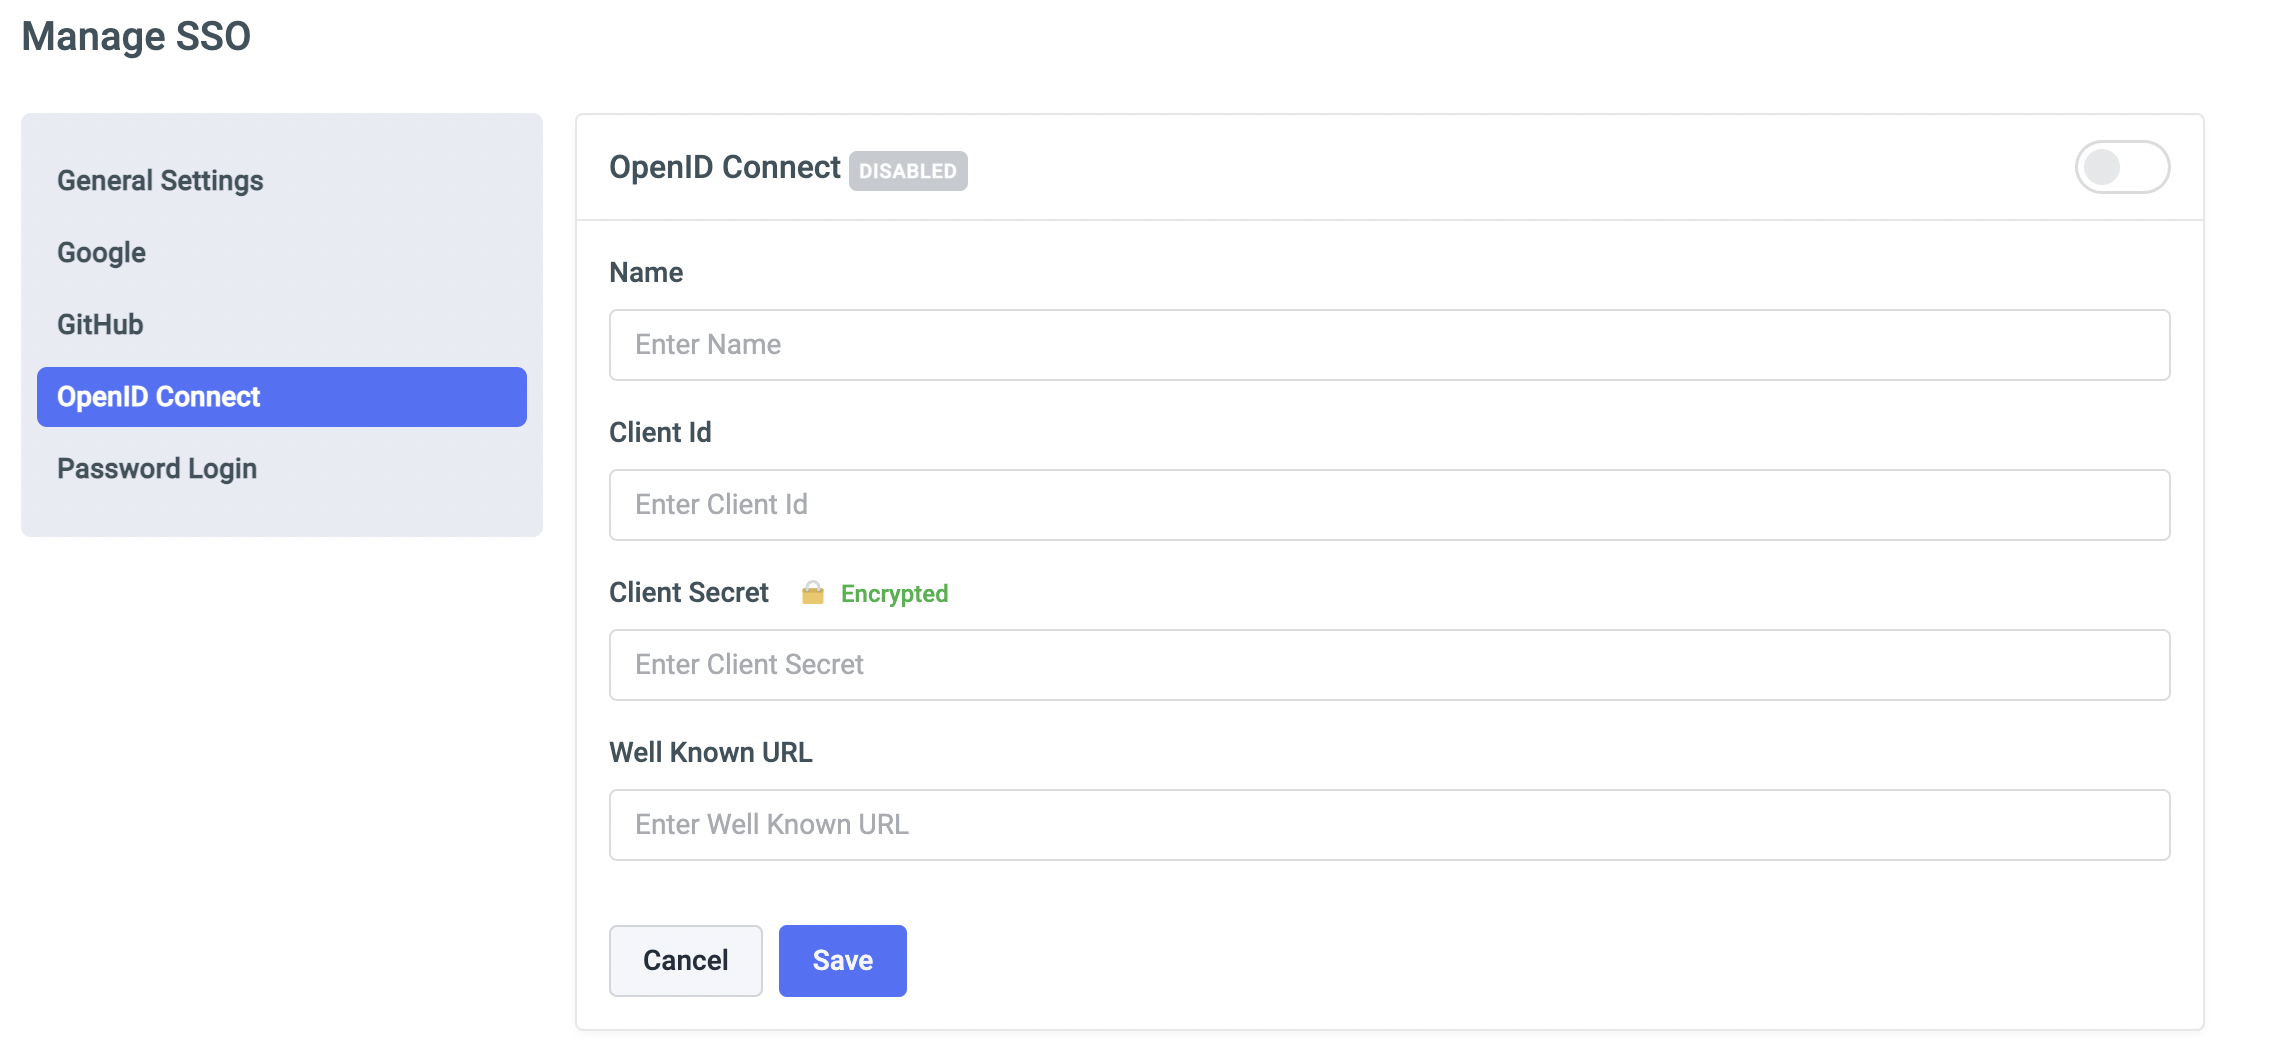 Manage SSO
General Settings
Google
GitHub
OpenID Connect
Password Login
OpenID Connect DISABLED
Name
Enter Name
Client Id
Enter Client Id
Client Secret Encrypted
Enter Client Secret
Well Known URL
Enter Well Known URL
Cancel Save